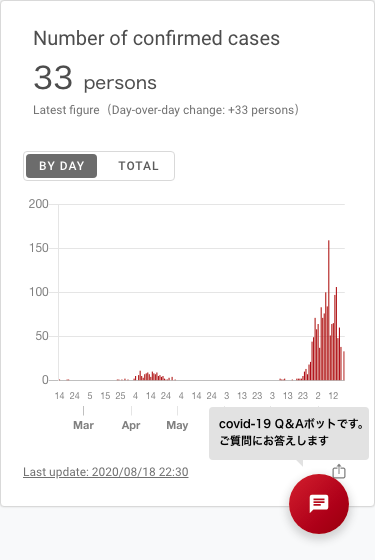 Number of confirmed cases
33 persons
Latest figure（Day-over-day change: +33 persons）
BY DAY TOTAL
200
150
100
50
0
14 24 5 15 25 4 14 24 4 14 24 3 13 23 3 13 23 2 12
Mar Apr May
covid-19 Q&Aボットです。
ご質問にお答えします
Last update: 2020/08/18 22:30